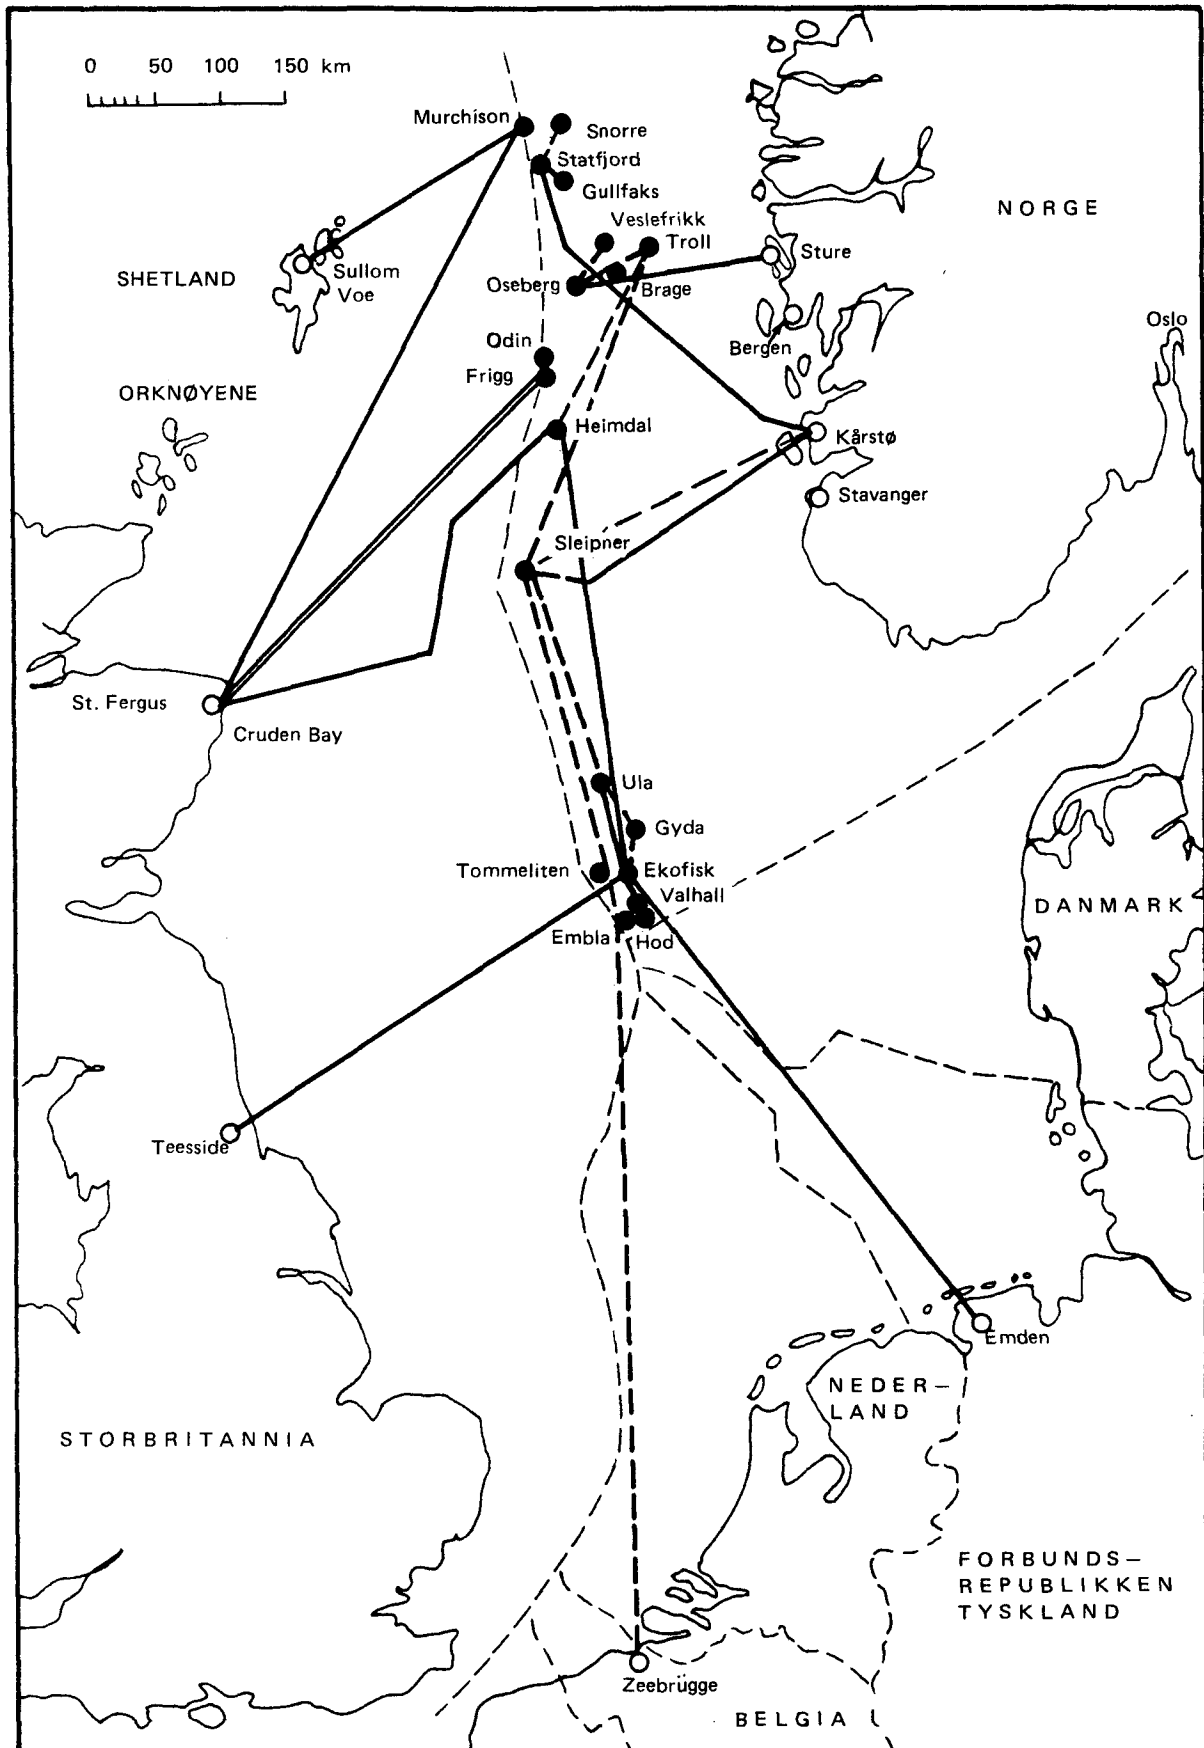 0 50 100 150 km
Murchison
Snorre
Statfjord
Gullfaks
NORGE
Veslefrikk
Troll
Sture
SHETLAND
Sullom
Voe
Oseberg
Brage
Oslo
Odin
Bergen
Frigg
ORKNØYENE
Heimdal
Kårstø
Stavanger
Sleipner
St. Fergus
Cruden Bay
Ula
Gyda
Tommeliten
Ekofisk
Valhall
DANMARK
Embla
Hod
Teesside
Emden
NEDER–
LAND
STORBRITANNIA
FORBUNDS–
REPUBLIKKEN
TYSKLAND
Zeebrügge
BELGIA